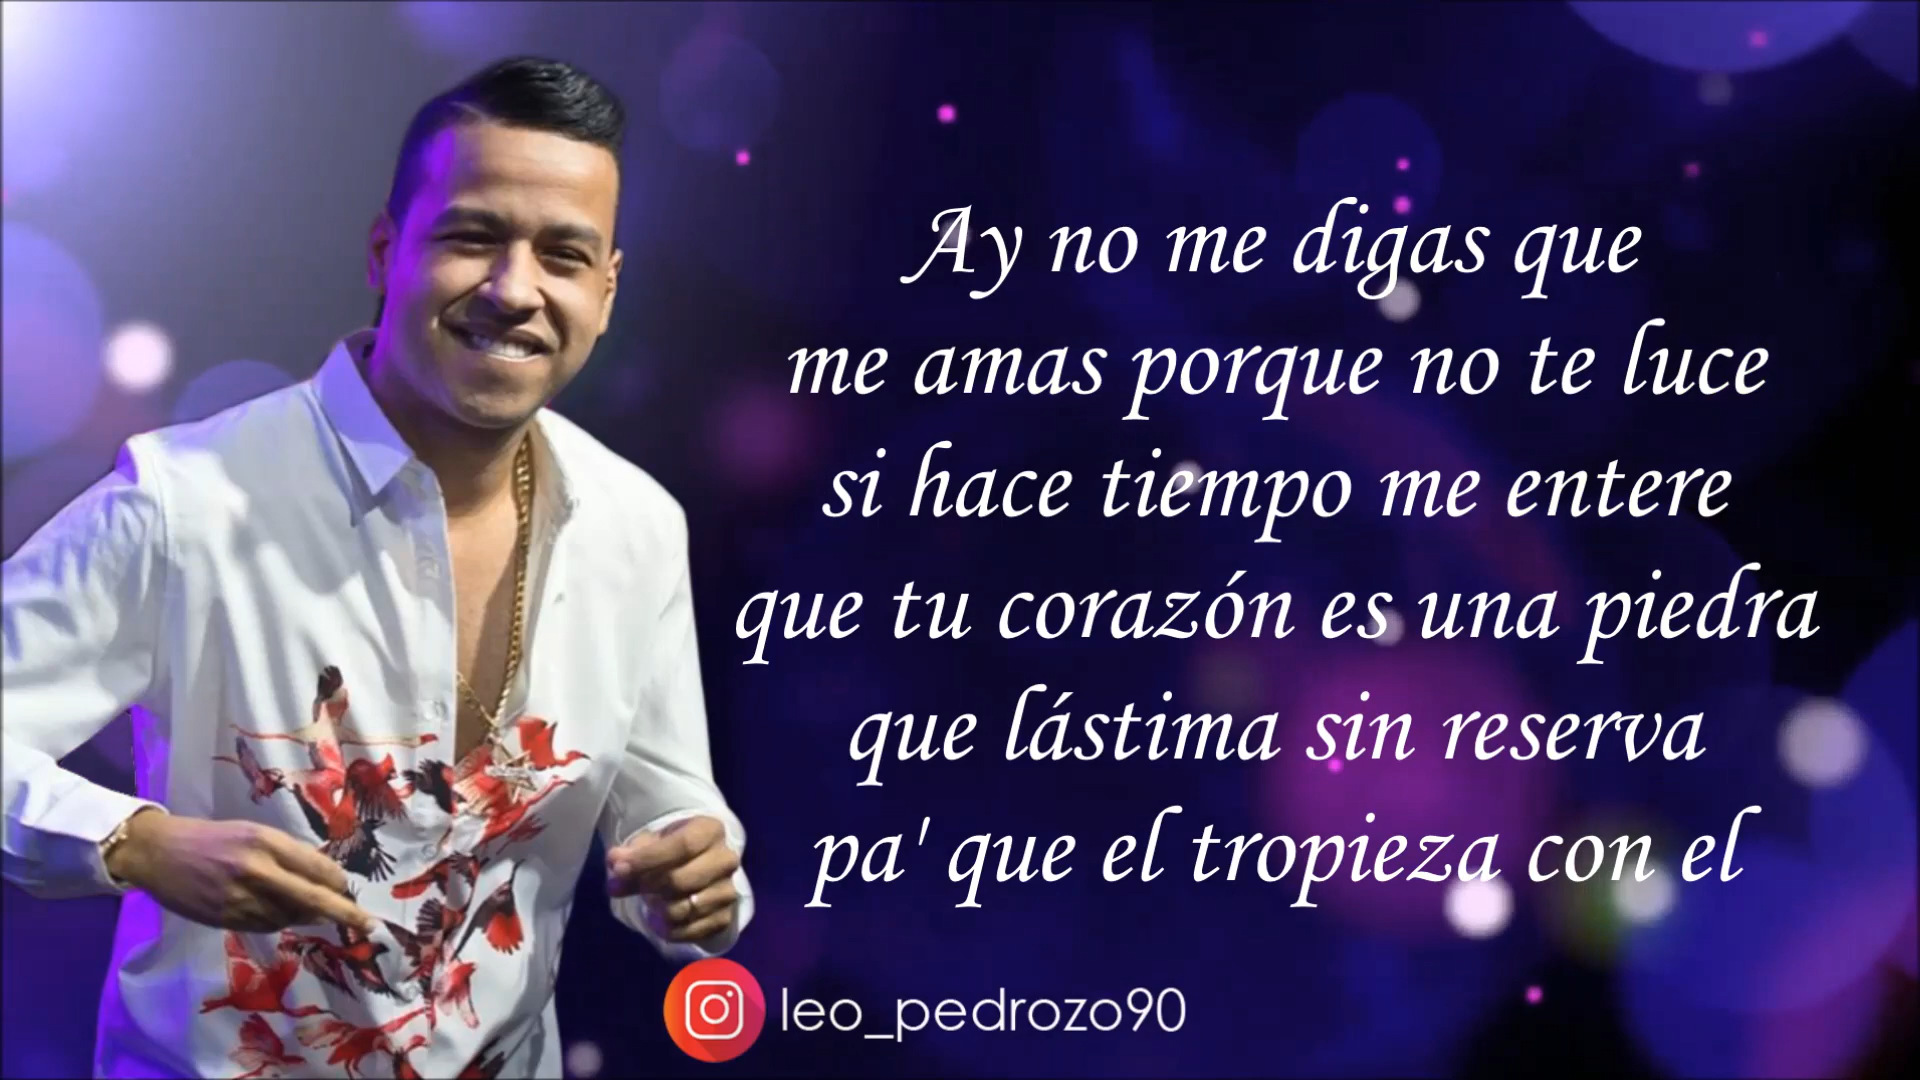 Ay no me digas que
me amas porque no te luce
si hace tiempo me entere
que tu corazón es una piedra
que lástima sin reserva
pa' que el tropieza con el
leo_pedrozo90